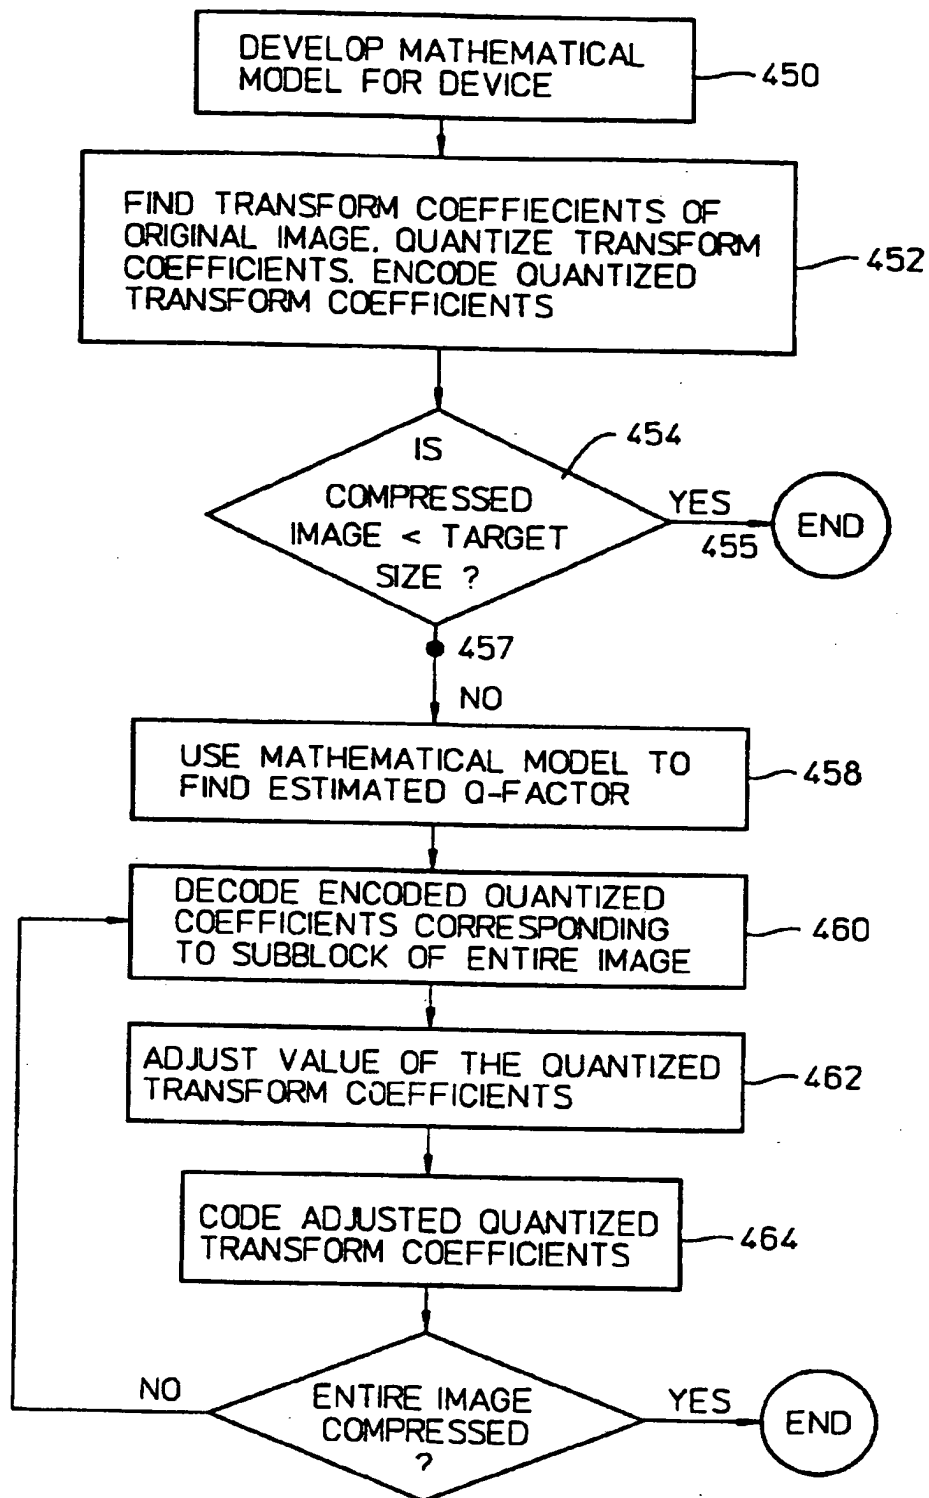 DEVELOP MATHEMATICAL
MODEL FOR DEVICE
450
FIND TRANSFORM COEFFIECIENTS OF
ORIGINAL IMAGE. QUANTIZE TRANSFORM
COEFFICIENTS. ENCODE QUANTIZED
TRANSFORM COEFFICIENTS
452
IS
COMPRESSED
IMAGE < TARGET
SIZE ?
454
YES
455
END
457
NO
USE MATHEMATICAL MODEL TO
FIND ESTIMATED Q-FACTOR
458
DECODE ENCODED QUANTIZED
COEFFICIENTS CORRESPONDING
TO SUBBLOCK OF ENTIRE IMAGE
460
ADJUST VALUE OF THE QUANTIZED
TRANSFORM COEFFICIENTS
462
CODE ADJUSTED QUANTIZED
TRANSFORM COEFFICIENTS
464
NO
ENTIRE IMAGE
COMPRESSED
?
YES
END